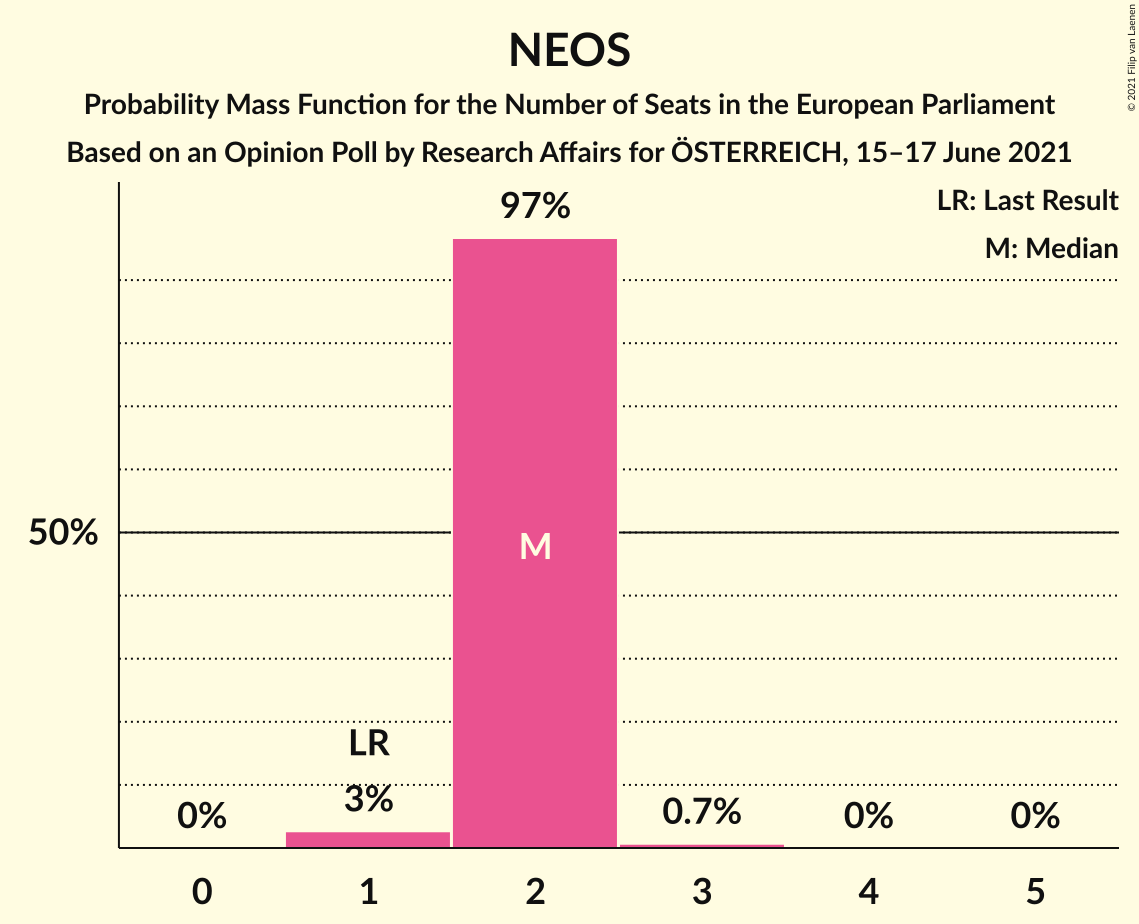 NEOS
Probability Mass Function for the Number of Seats in the European Parliament
Based on an Opinion Poll by Research Affairs for ÖSTERREICH, 15–17 June 2021
© 2021 Filip van Laenen
LR: Last Result
M: Median
97%
50%
M
LR
0%
3%
0.7%
0%
0%
0
1
2
3
4
5